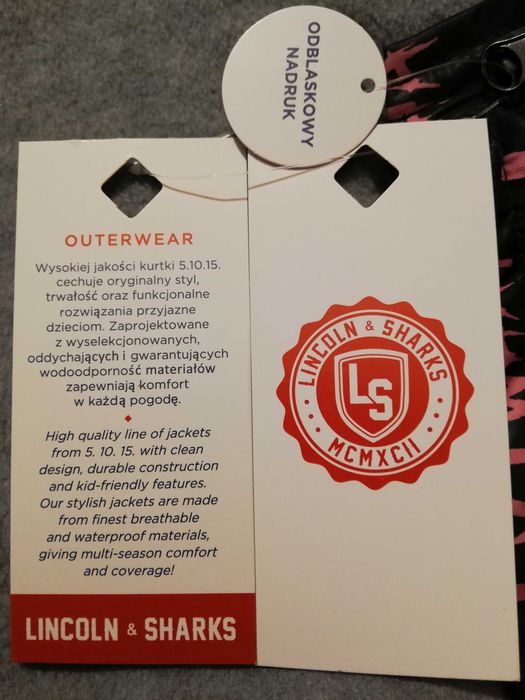 ODBLASKOWY
NADRUK
OUTERWEAR
Wysokiej jakości kurtki 5.10.15.
cechuje oryginalny styl,
trwałość oraz funkcjonalne
rozwiązania przyjazne
dzieciom. Zaprojektowane
z wyselekcjonowanych,
oddychających i gwarantujących
wodoodporność materiałów
zapewniają komfort
w każdą pogodę.
High quality line of jackets
from 5. 10. 15. with clean
design, durable construction
and kid-friendly features.
Our stylish jackets are made
from finest breathable
and waterproof materials,
giving multi-season comfort
and coverage!
LINCOLN & SHARKS
LINCOLN & SHARKS
LS
MCMXCII